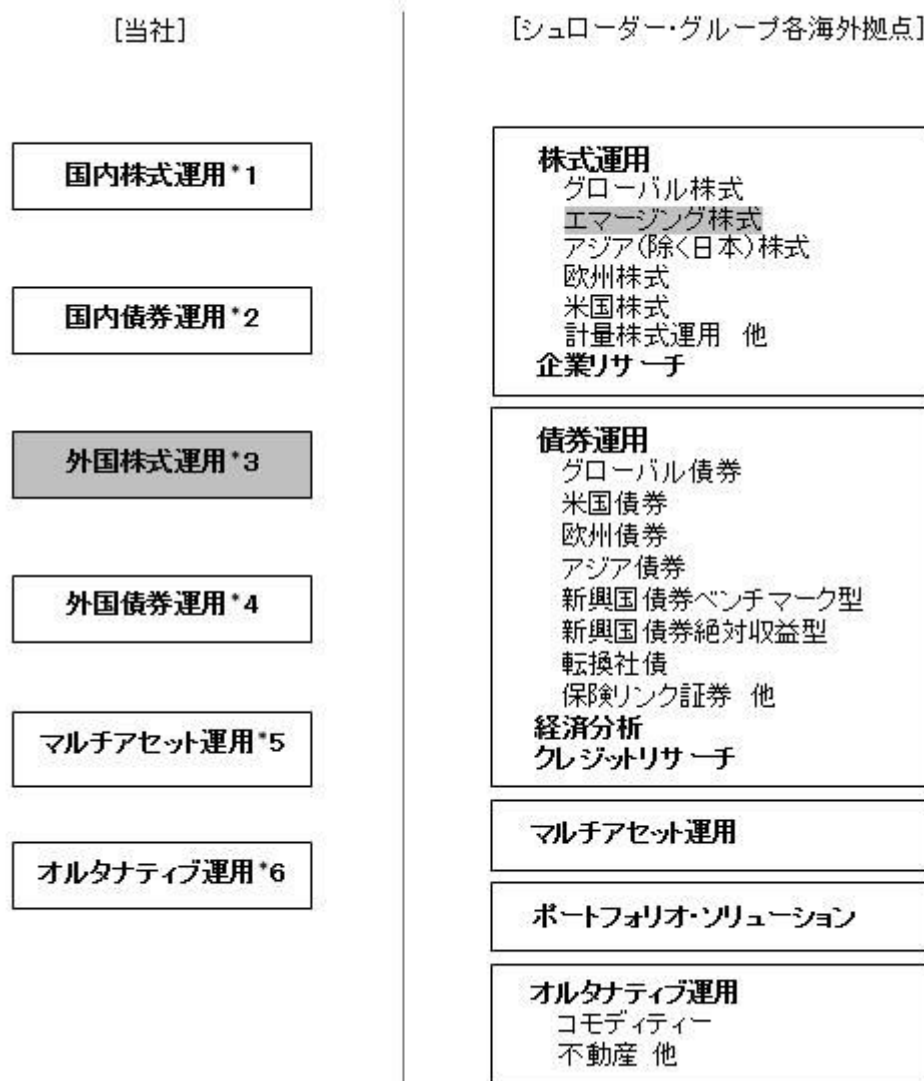 [当社]
国内株式運用*1
国内債券運用*2
外国株式運用*3
外国債券運用*4
マルチアセット運用*5
オルタナティブ運用*6
[シュローダー・グループ各海外拠点]
株式運用
グローバル株式
エマージング株式
アジア(除く日本)株式
欧州株式
米国株式
計量株式運用 他
企業リサーチ
債券運用
グローバル債券
米国債券
欧州債券
アジア債券
新興国債券ベンチマーク型
新興国債券絶対収益型
転換社債
保険リンク証券 他
経済分析
クレジットリサーチ
マルチアセット運用
ポートフォリオ・ソリューション
オルタナティブ運用
コモディティー
不動産 他